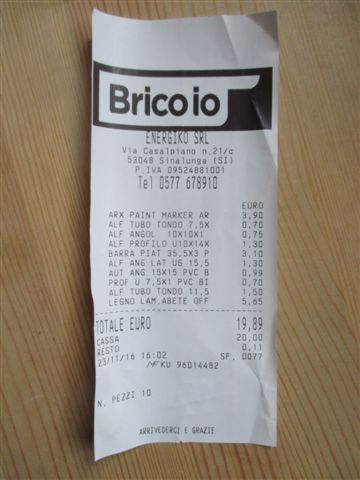 Brico io
ENERGIKO SRL
Via Casalpiano n.21/c
53048 Sinalunga (SI)
P.IVA 09524881001
Tel 0577 678910
EURO
ARX PAINT MARKER AR 3,90
ALF TUBO TONDO 7,5X 0,70
ALF ANGOL 10X10X1 0,75
ALF PROFILO U10X14X 1,30
BARRA PIAT 35,5X3 P 3,10
ALF ANG LAT UG 15,5 1,30
AUT ANG 15X15 PVC B 0,99
PROF U 7,5X1 PVC BI 0,70
ALF TUBO TONDO 11,5 1,50
LEGNO LAM.ABETE OFF 5,65
TOTALE EURO 19,89
CASSA 20,00
RESTO 0,11
23/11/16 16:02 SF. 0077
MF KU 96014482
N. PEZZI 10
ARRIVEDERCI E GRAZIE